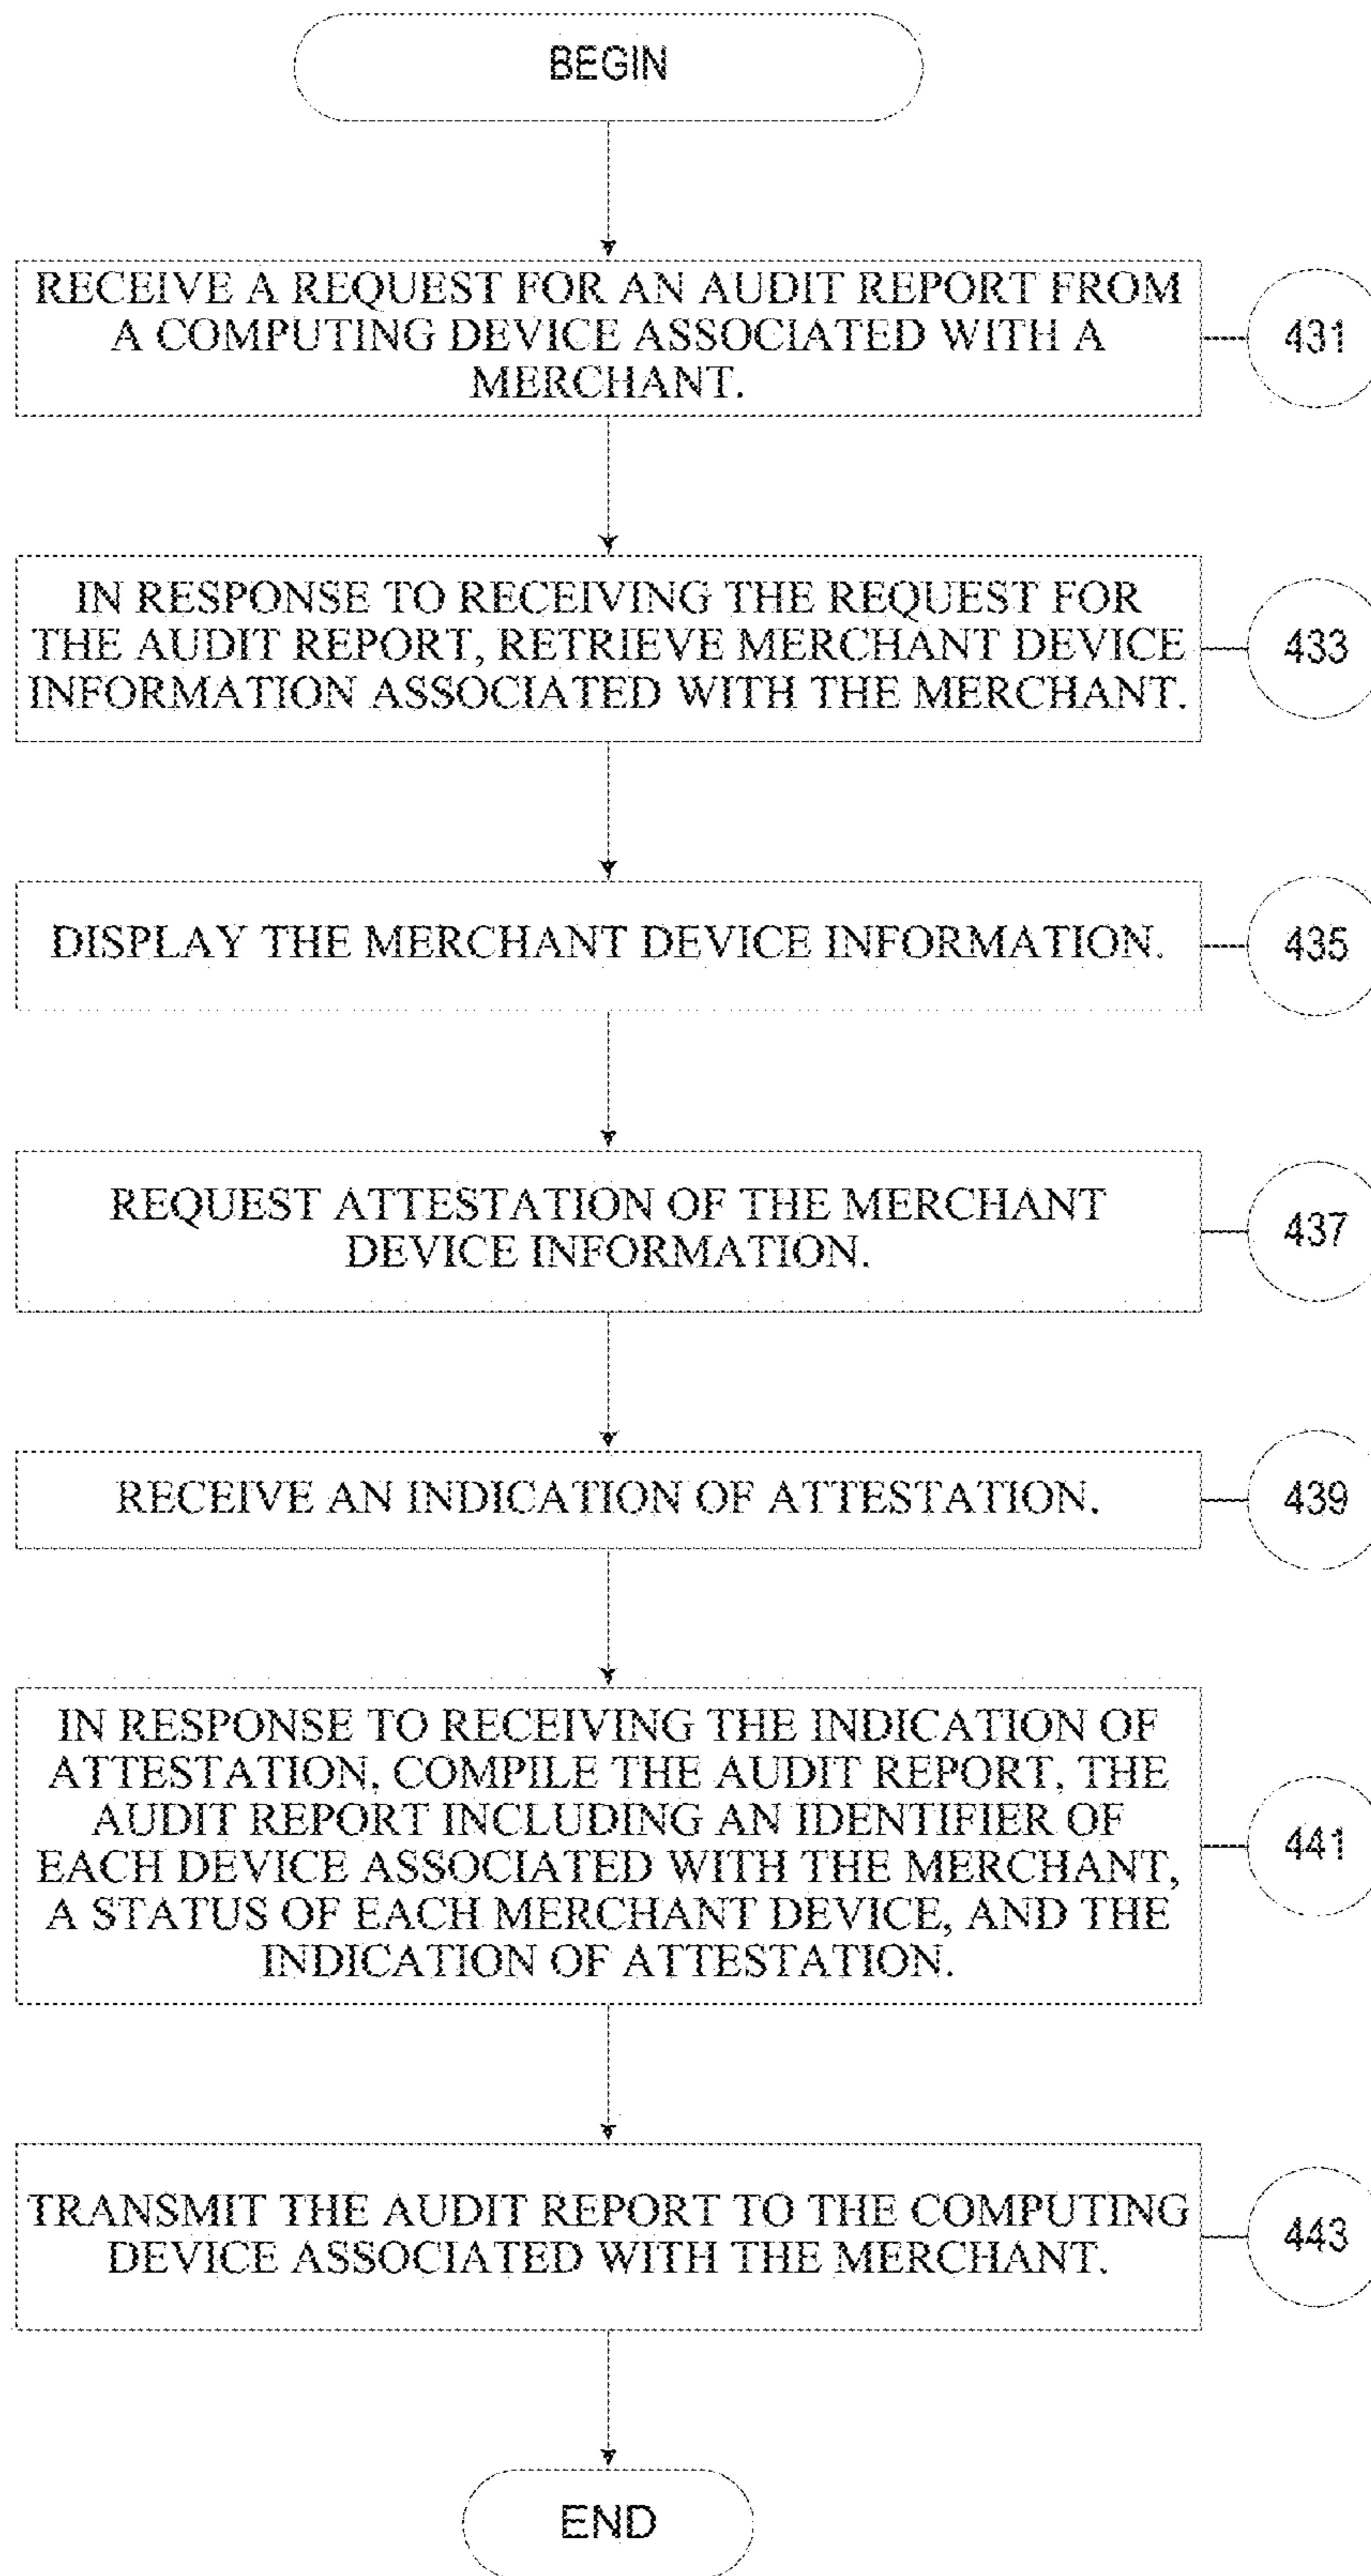 BEGIN
RECEIVE A REQUEST FOR AN AUDIT REPORT FROM
A COMPUTING DEVICE ASSOCIATED WITH A
MERCHANT.
431
IN RESPONSE TO RECEIVING THE REQUEST FOR
THE AUDIT REPORT, RETRIEVE MERCHANT DEVICE
INFORMATION ASSOCIATED WITH THE MERCHANT.
433
DISPLAY THE MERCHANT DEVICE INFORMATION.
435
REQUEST ATTESTATION OF THE MERCHANT
DEVICE INFORMATION.
437
RECEIVE AN INDICATION OF ATTESTATION.
439
IN RESPONSE TO RECEIVING THE INDICATION OF
ATTESTATION, COMPILE THE AUDIT REPORT, THE
AUDIT REPORT INCLUDING AN IDENTIFIER OF
EACH DEVICE ASSOCIATED WITH THE MERCHANT,
A STATUS OF EACH MERCHANT DEVICE, AND THE
INDICATION OF ATTESTATION.
441
TRANSMIT THE AUDIT REPORT TO THE COMPUTING
DEVICE ASSOCIATED WITH THE MERCHANT.
443
END